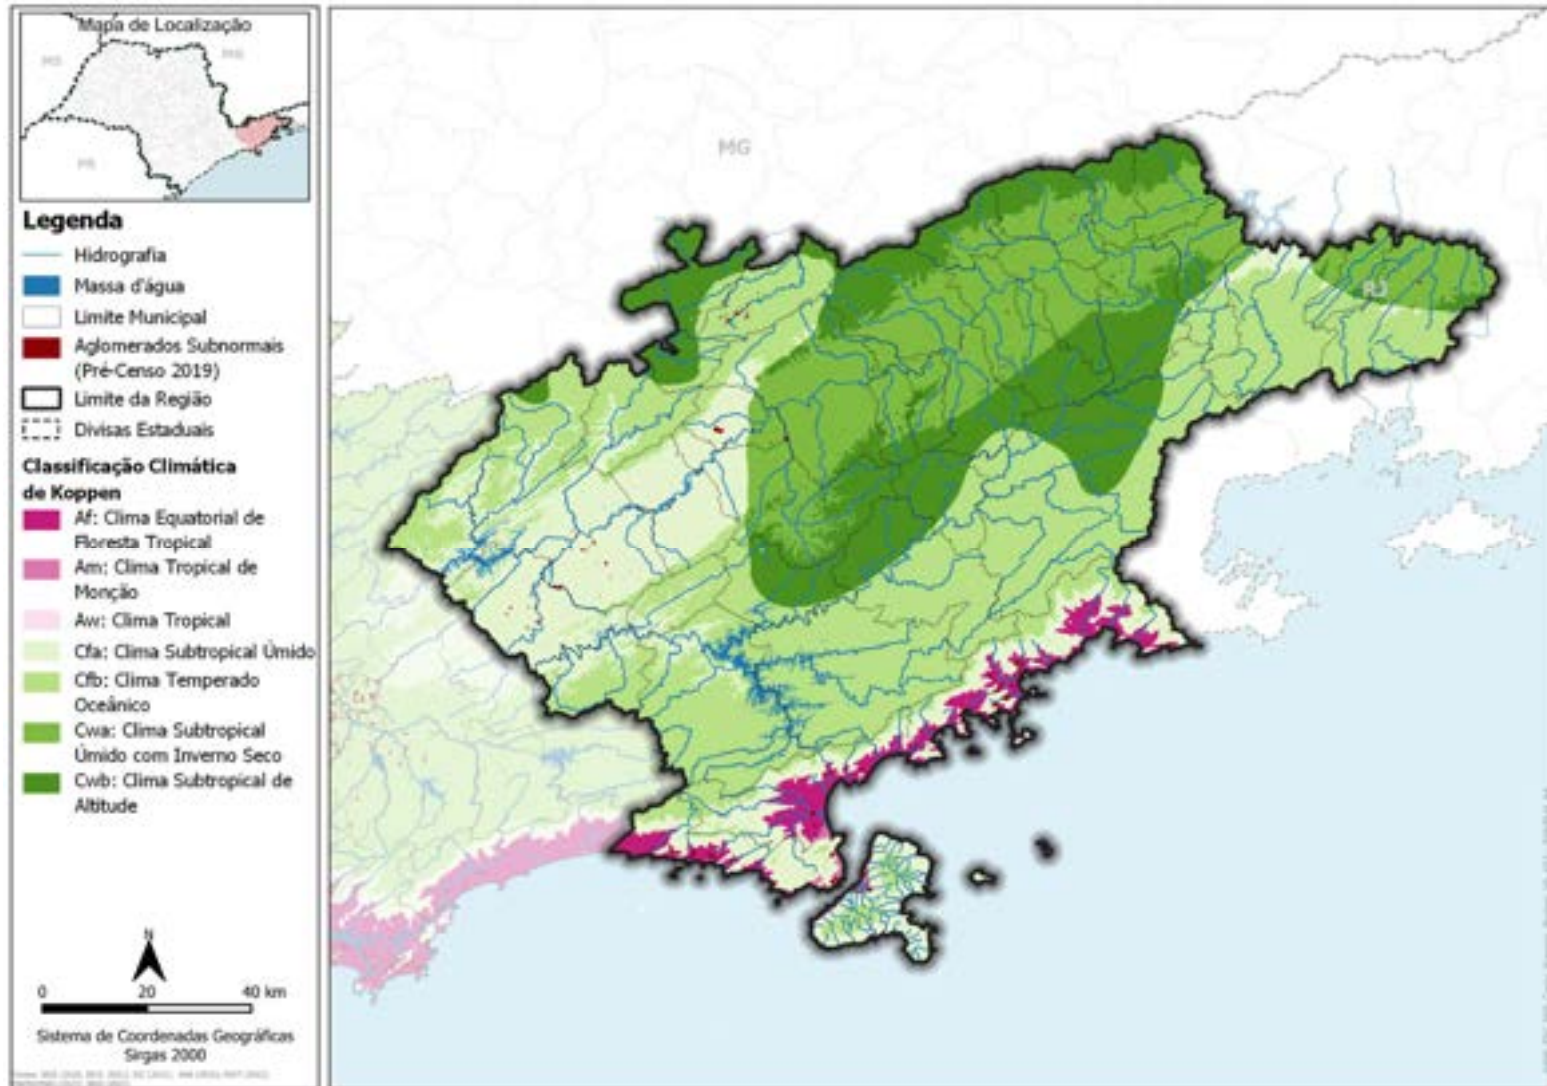 Mapa de Localização
MG
Legenda
Hidrografia
Massa d'água
Limite Municipal
Aglomerados Subnormais
(Pré-Censo 2019)
Limite da Região
Divisas Estaduais
Classificação Climática
de Koppen
Af: Clima Equatorial de
Floresta Tropical
Am: Clima Tropical de
Monção
Aw: Clima Tropical
Cfa: Clima Subtropical Úmido
Cfb: Clima Temperado
Oceânico
Cwa: Clima Subtropical
Úmido com Inverno Seco
Cwb: Clima Subtropical de
Altitude
N
0 20 40 km
Sistema de Coordenadas Geográficas
Sirgas 2000
MG
RJ